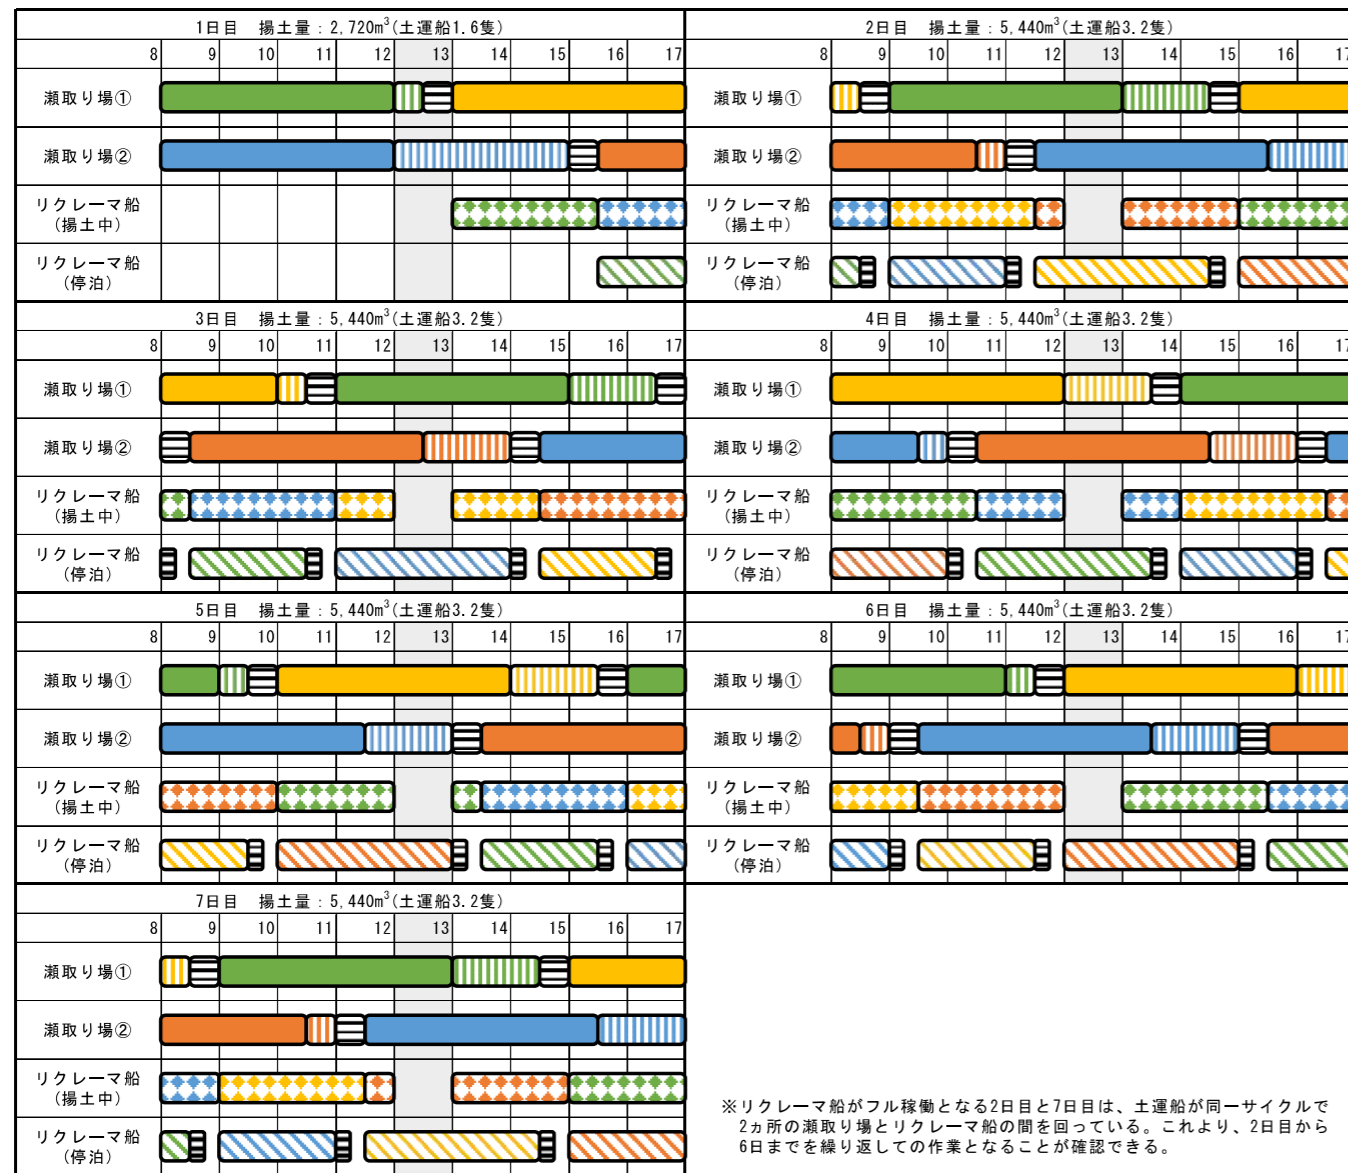 1日目　揚土量：2,720m³(土運船1.6隻)
8 9 10 11 12 13 14 15 16 17
瀬取り場①
瀬取り場②
リクレーマ船
(揚土中)
リクレーマ船
(停泊)
2日目　揚土量：5,440m³(土運船3.2隻)
8 9 10 11 12 13 14 15 16 17
瀬取り場①
瀬取り場②
リクレーマ船
(揚土中)
リクレーマ船
(停泊)
3日目　揚土量：5,440m³(土運船3.2隻)
8 9 10 11 12 13 14 15 16 17
瀬取り場①
瀬取り場②
リクレーマ船
(揚土中)
リクレーマ船
(停泊)
4日目　揚土量：5,440m³(土運船3.2隻)
8 9 10 11 12 13 14 15 16 17
瀬取り場①
瀬取り場②
リクレーマ船
(揚土中)
リクレーマ船
(停泊)
5日目　揚土量：5,440m³(土運船3.2隻)
8 9 10 11 12 13 14 15 16 17
瀬取り場①
瀬取り場②
リクレーマ船
(揚土中)
リクレーマ船
(停泊)
6日目　揚土量：5,440m³(土運船3.2隻)
8 9 10 11 12 13 14 15 16 17
瀬取り場①
瀬取り場②
リクレーマ船
(揚土中)
リクレーマ船
(停泊)
7日目　揚土量：5,440m³(土運船3.2隻)
8 9 10 11 12 13 14 15 16 17
瀬取り場①
瀬取り場②
リクレーマ船
(揚土中)
リクレーマ船
(停泊)
※リクレーマ船がフル稼働となる2日目と7日目は、土運船が同一サイクルで
2ヵ所の瀬取り場とリクレーマ船の間を回っている。これより、2日目から
6日までを繰り返しての作業となることが確認できる。